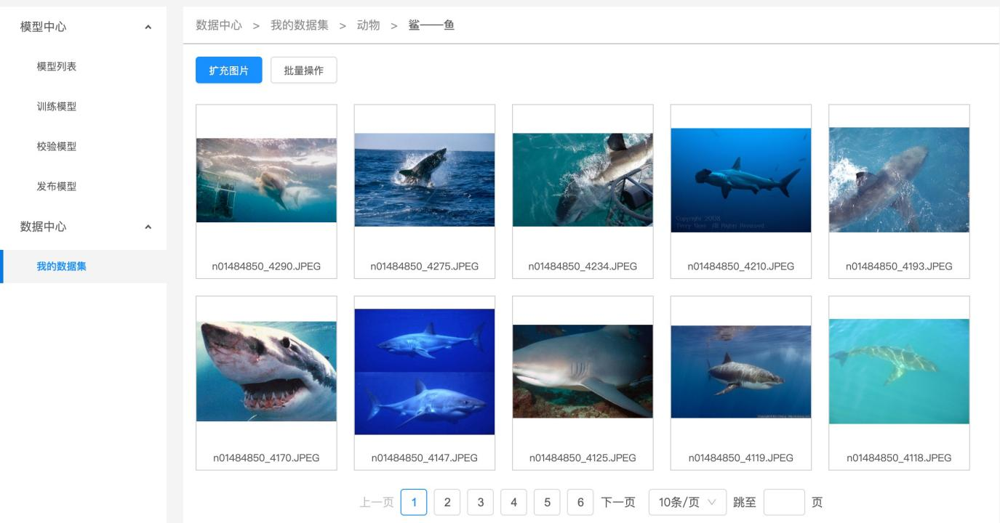 模型中心
模型列表
训练模型
校验模型
发布模型
数据中心
我的数据集
数据中心 > 我的数据集 > 动物 > 鲨——鱼
扩充图片 批量操作
Copyright 2008
All Rights Reserved
n01484850_4290.JPEG n01484850_4275.JPEG n01484850_4234.JPEG n01484850_4210.JPEG n01484850_4193.JPEG
n01484850_4170.JPEG n01484850_4147.JPEG n01484850_4125.JPEG n01484850_4119.JPEG n01484850_4118.JPEG
上一页 1 2 3 4 5 6 下一页 10条/页 跳至 页